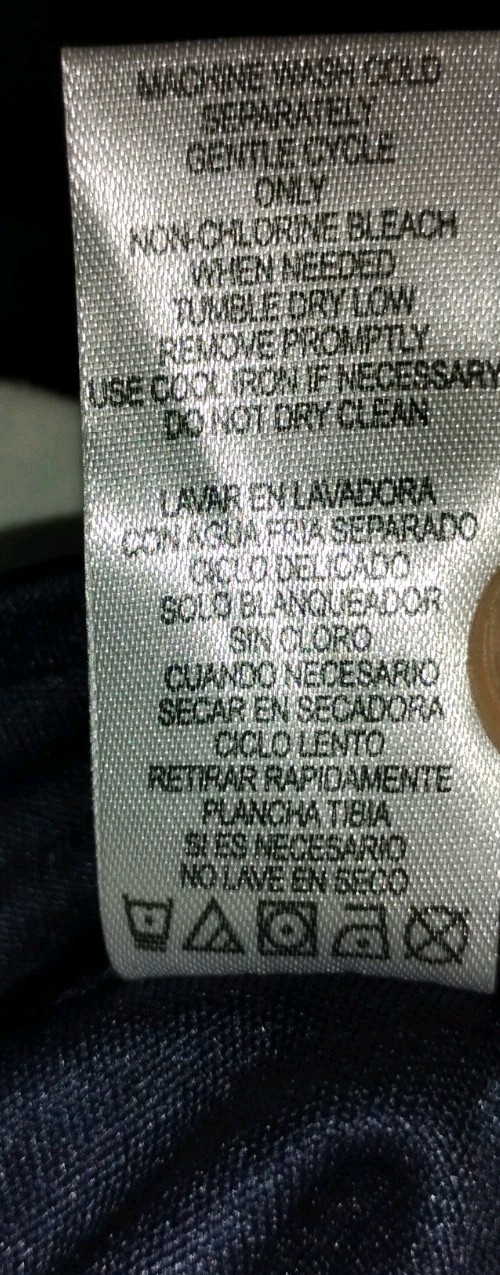 MACHINE WASH COLD
SEPARATELY
GENTLE CYCLE
ONLY
NON-CHLORINE BLEACH
WHEN NEEDED
TUMBLE DRY LOW
REMOVE PROMPTLY
USE COOL IRON IF NECESSARY
DO NOT DRY CLEAN
LAVAR EN LAVADORA
CON AGUA FRIA SEPARADO
CICLO DELICADO
SOLO BLANQUEADOR
SIN CLORO
CUANDO NECESARIO
SECAR EN SECADORA
CICLO LENTO
RETIRAR RAPIDAMENTE
PLANCHA TIBIA
SI ES NECESARIO
NO LAVE EN SECO